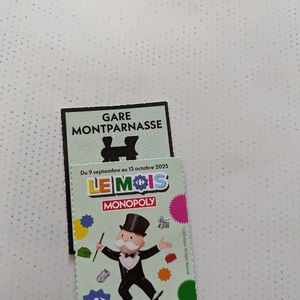 GARE
MONTPARNASSE
Du 9 septembre au 13 octobre 2025
LE MOIS
MONOPOLY